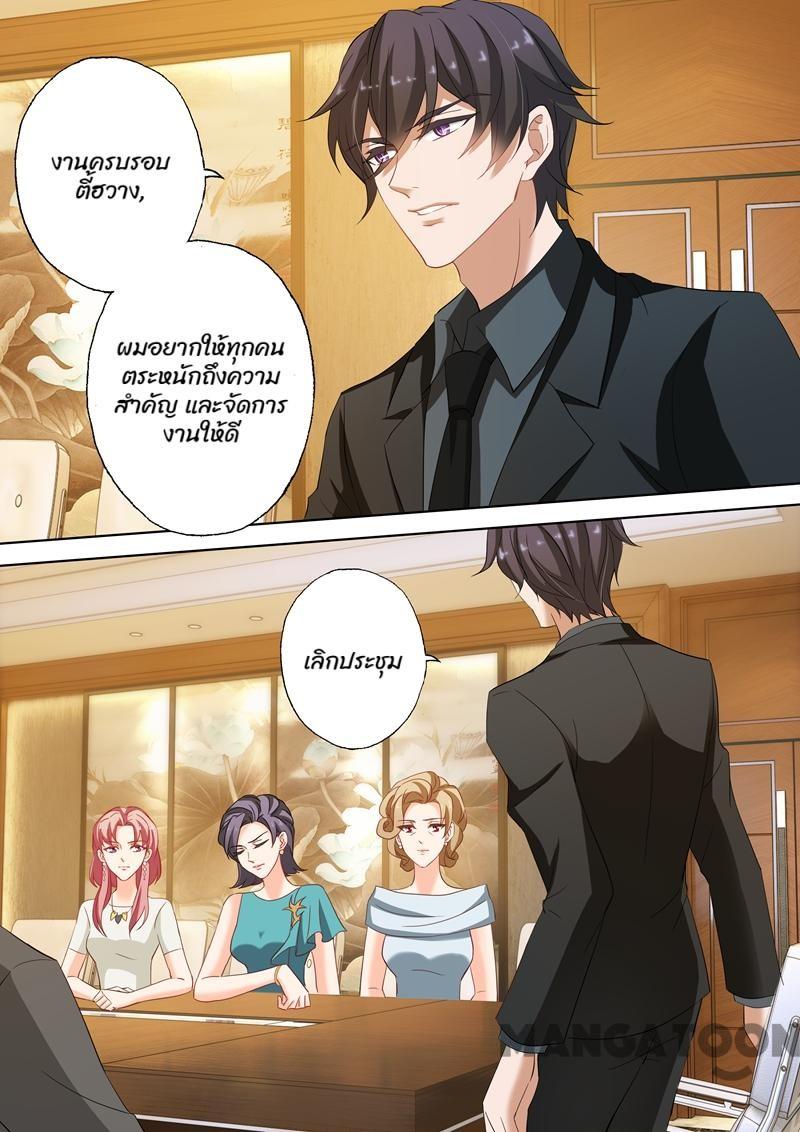 งานครบรอบ
ตี้ฮวาง,
ผมอยากให้ทุกคน
ตระหนักถึงความ
สำคัญ และจัดการ
งานให้ดี
เลิกประชุม
MANGATOON